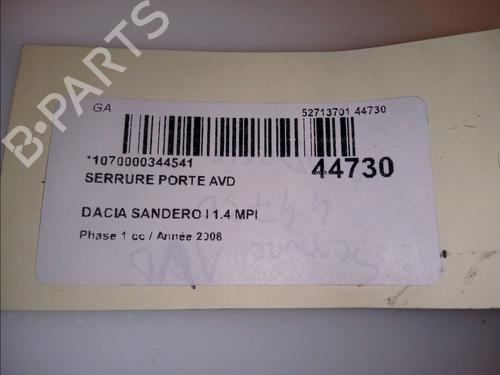 GA
52713701 44730
*1070000344541
44730
SERRURE PORTE AVD
DACIA SANDERO I 1.4 MPI
Phase 1 cc / Année 2008
B-PARTS